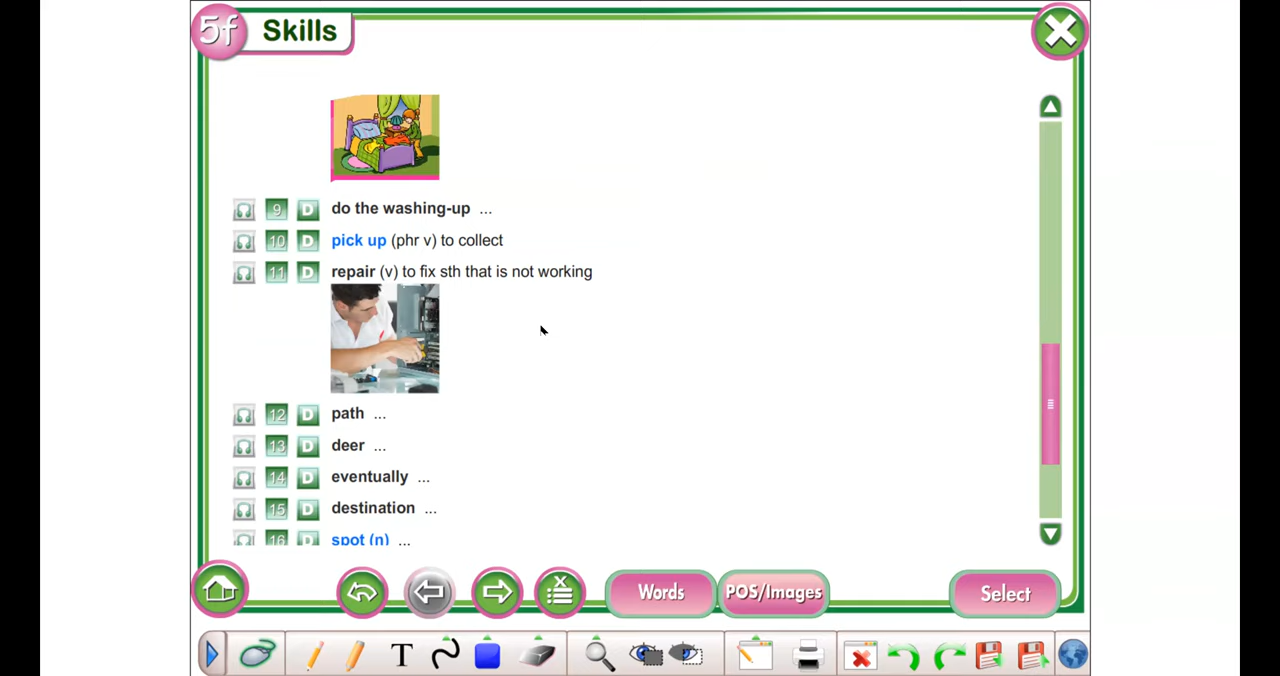 5f Skills
9 D do the washing-up ...
10 D pick up (phr v) to collect
11 D repair (v) to fix sth that is not working
12 D path ...
13 D deer ...
14 D eventually ...
15 D destination ...
16 D spot (n) ...
Words POS/Images Select
T